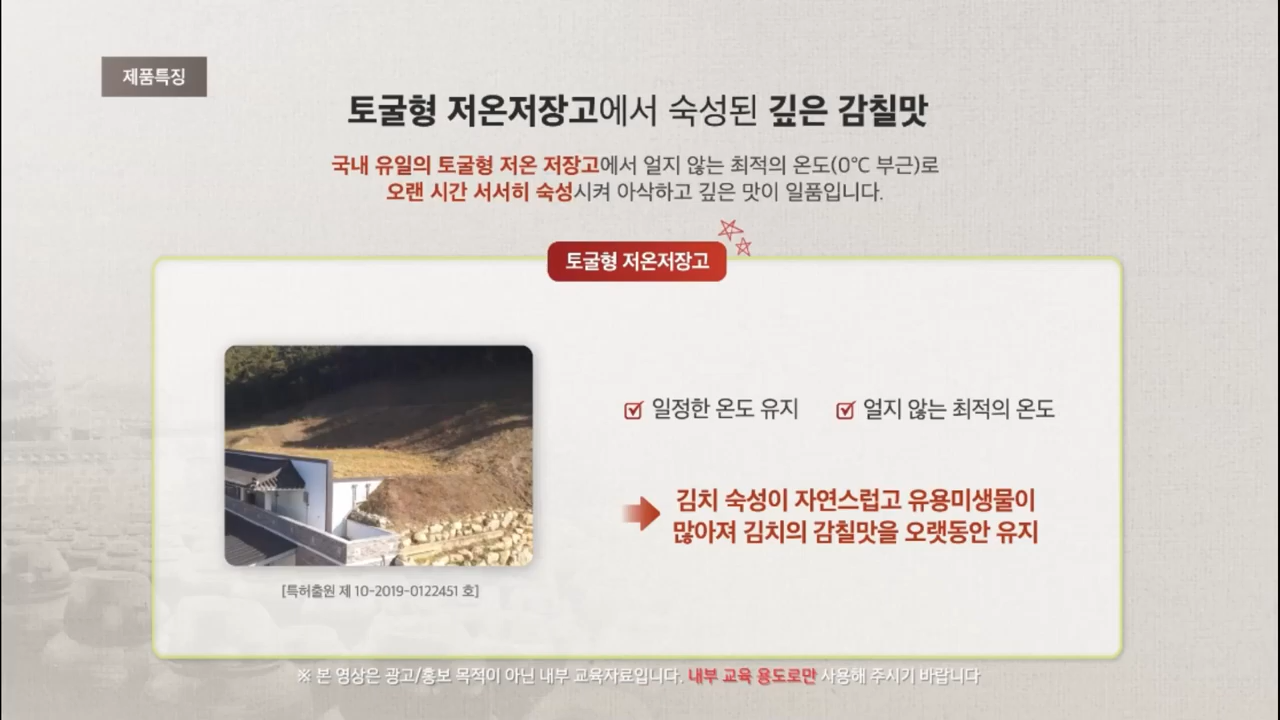 제품특징
토굴형 저온저장고에서 숙성된 깊은 감칠맛
국내 유일의 토굴형 저온 저장고에서 얼지 않는 최적의 온도(0℃ 부근)로
오랜 시간 서서히 숙성시켜 아삭하고 깊은 맛이 일품입니다.
토굴형 저온저장고
일정한 온도 유지
얼지 않는 최적의 온도
김치 숙성이 자연스럽고 유용미생물이
많아져 김치의 감칠맛을 오랫동안 유지
[특허출원 제 10-2019-0122451 호]
※ 본 영상은 광고/홍보 목적이 아닌 내부 교육자료입니다. 내부 교육 용도로만 사용해 주시기 바랍니다